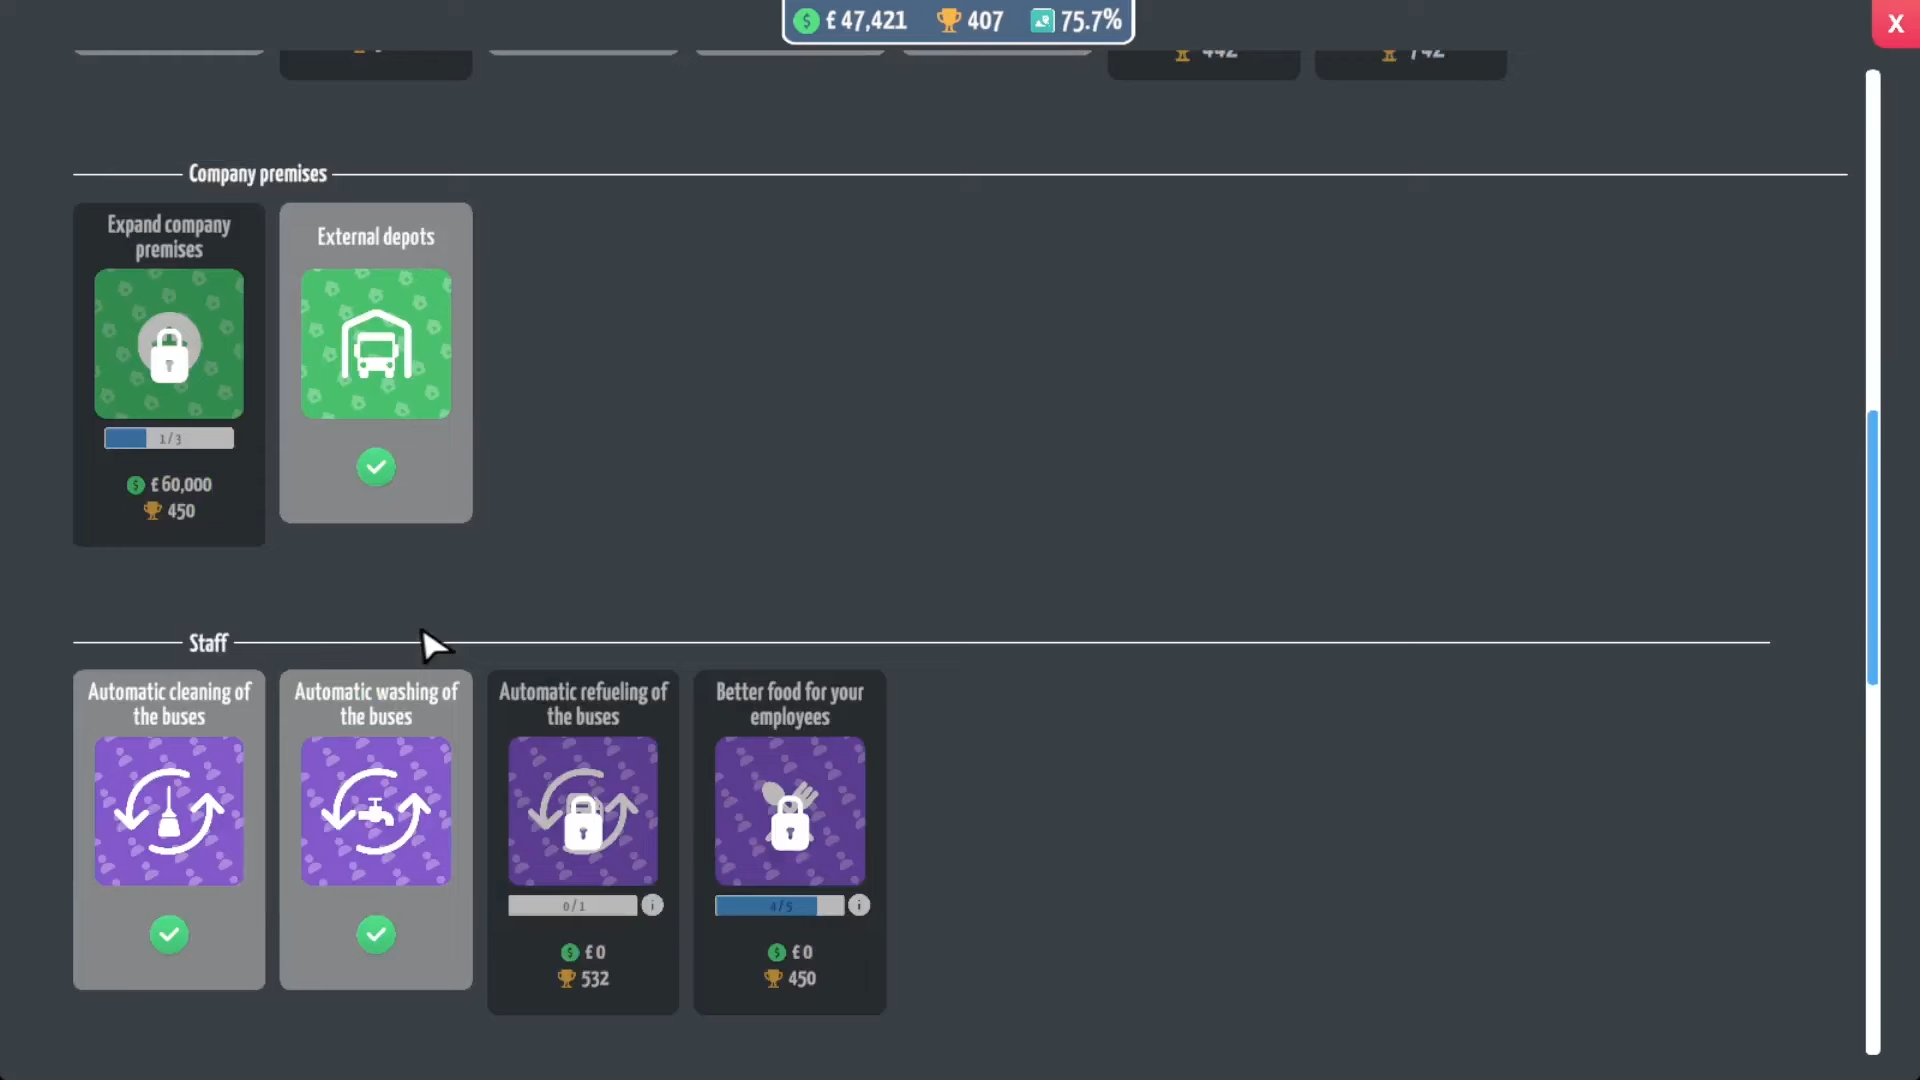 £ 47,421 407 75.7%
X
442
742
Company premises
Expand company
premises
1/3
£ 60,000
450
External depots
Staff
Automatic cleaning of
the buses
Automatic washing of
the buses
Automatic refueling of
the buses
0/1
£ 0
532
Better food for your
employees
4/5
£ 0
450